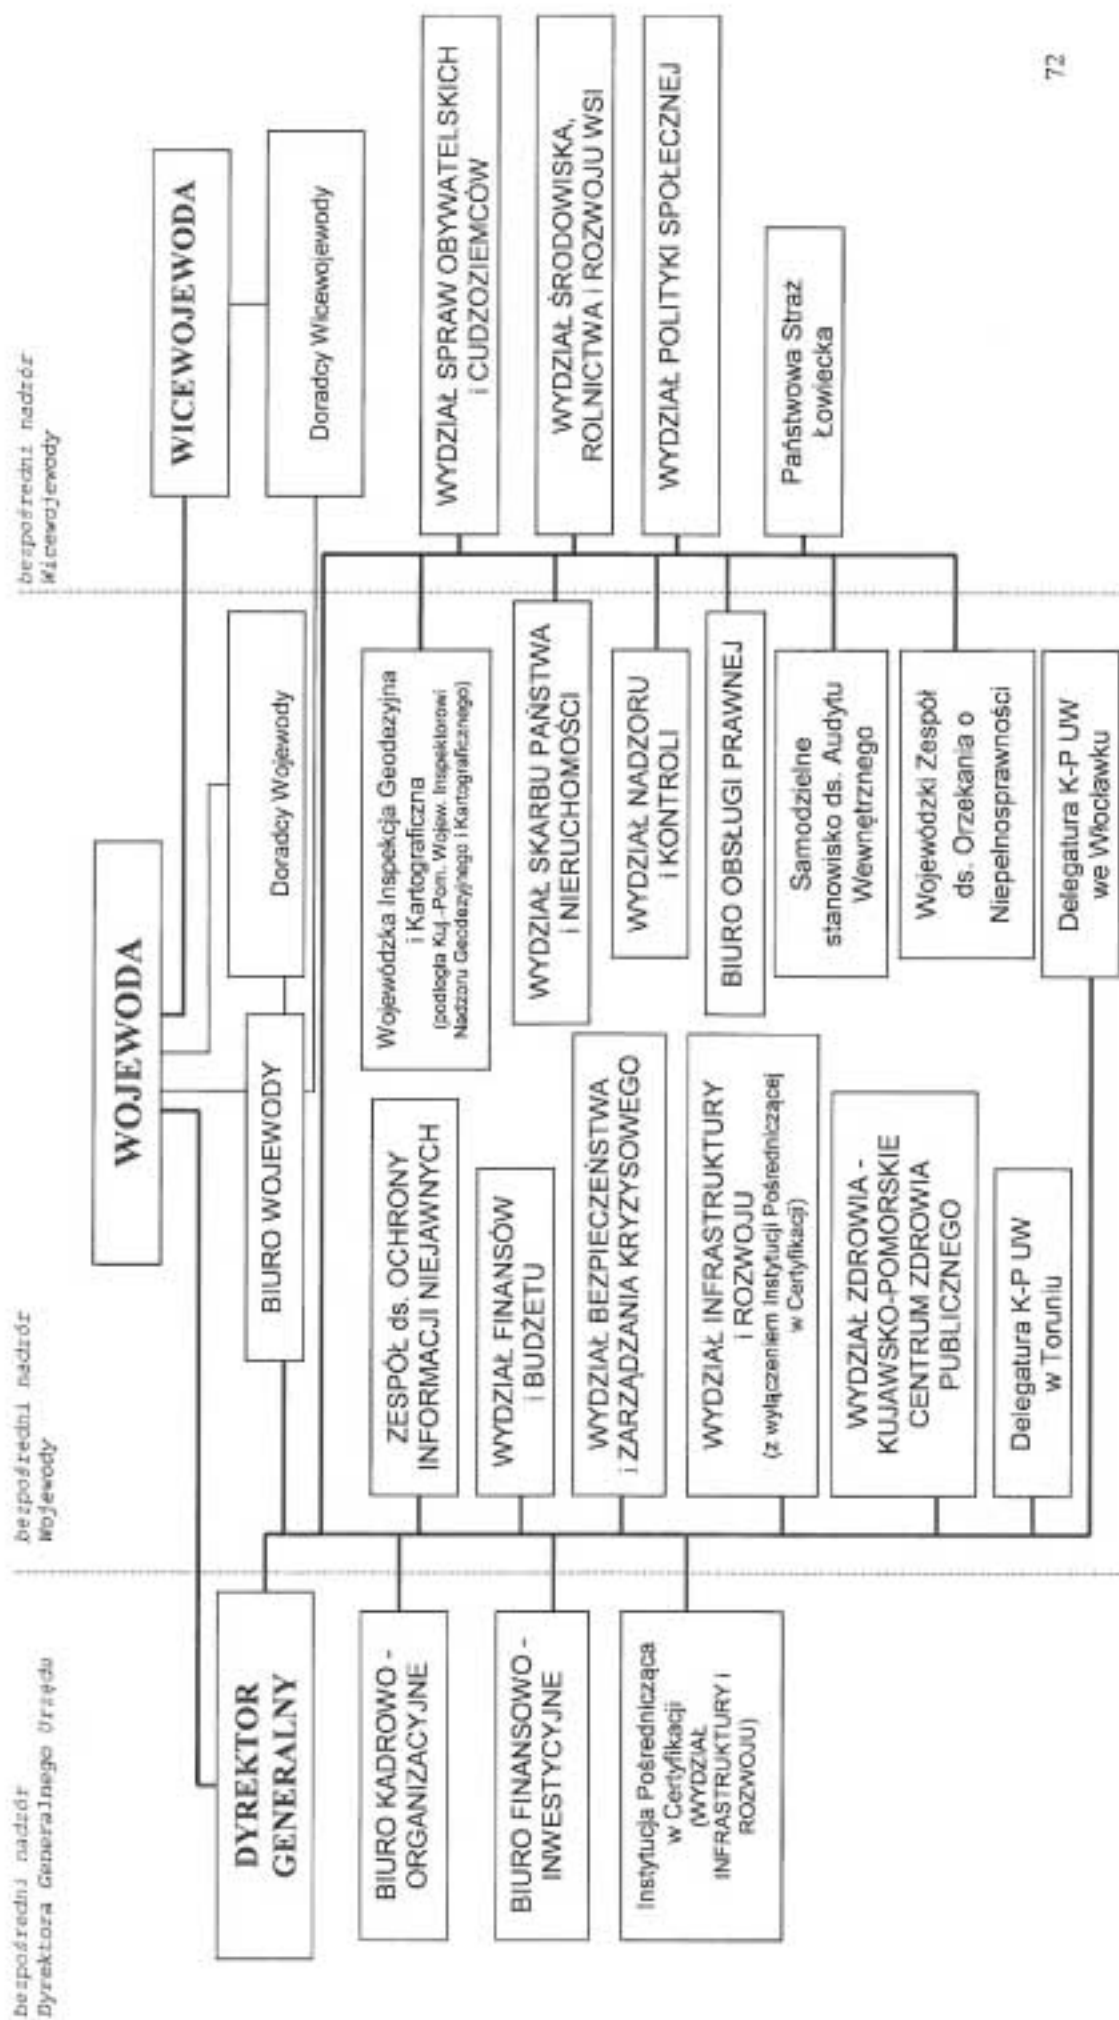 bezpośredni nadzór
Dyrektora Generalnego Urzędu
bezpośredni nadzór
Wojewody
bezpośredni nadzór
Wicewojewody
WOJEWODA
WICEWOJEWODA
DYREKTOR
GENERALNY
BIURO WOJEWODY
Doradcy Wojewody
Doradcy Wicewojewody
BIURO KADROWO -
ORGANIZACYJNE
BIURO FINANSOWO -
INWESTYCYJNE
Instytucja Pośrednicząca
w Certyfikacji
(WYDZIAŁ
INFRASTRUKTURY I
ROZWOJU)
ZESPÓŁ ds. OCHRONY
INFORMACJI NIEJAWNYCH
WYDZIAŁ FINANSÓW
i BUDŻETU
WYDZIAŁ BEZPIECZEŃSTWA
i ZARZĄDZANIA KRYZYSOWEGO
WYDZIAŁ INFRASTRUKTURY
i ROZWOJU
(z wyłączeniem Instytucji Pośredniczącej
w Certyfikacji)
WYDZIAŁ ZDROWIA -
KUJAWSKO-POMORSKIE
CENTRUM ZDROWIA
PUBLICZNEGO
Delegatura K-P UW
w Toruniu
Wojewódzka Inspekcja Geodezyjna
i Kartograficzna
(podległa Kuj.-Pom. Wojew. Inspektorowi
Nadzoru Geodezyjnego i Kartograficznego)
WYDZIAŁ SKARBU PAŃSTWA
i NIERUCHOMOŚCI
WYDZIAŁ NADZORU
i KONTROLI
BIURO OBSŁUGI PRAWNEJ
Samodzielne
stanowisko ds. Audytu
Wewnętrznego
Wojewódzki Zespół
ds. Orzekania o
Niepełnosprawności
Delegatura K-P UW
we Włocławku
WYDZIAŁ SPRAW OBYWATELSKICH
i CUDZOZIEMCÓW
WYDZIAŁ ŚRODOWISKA,
ROLNICTWA i ROZWOJU WSI
WYDZIAŁ POLITYKI SPOŁECZNEJ
Państwowa Straż
Łowiecka
72